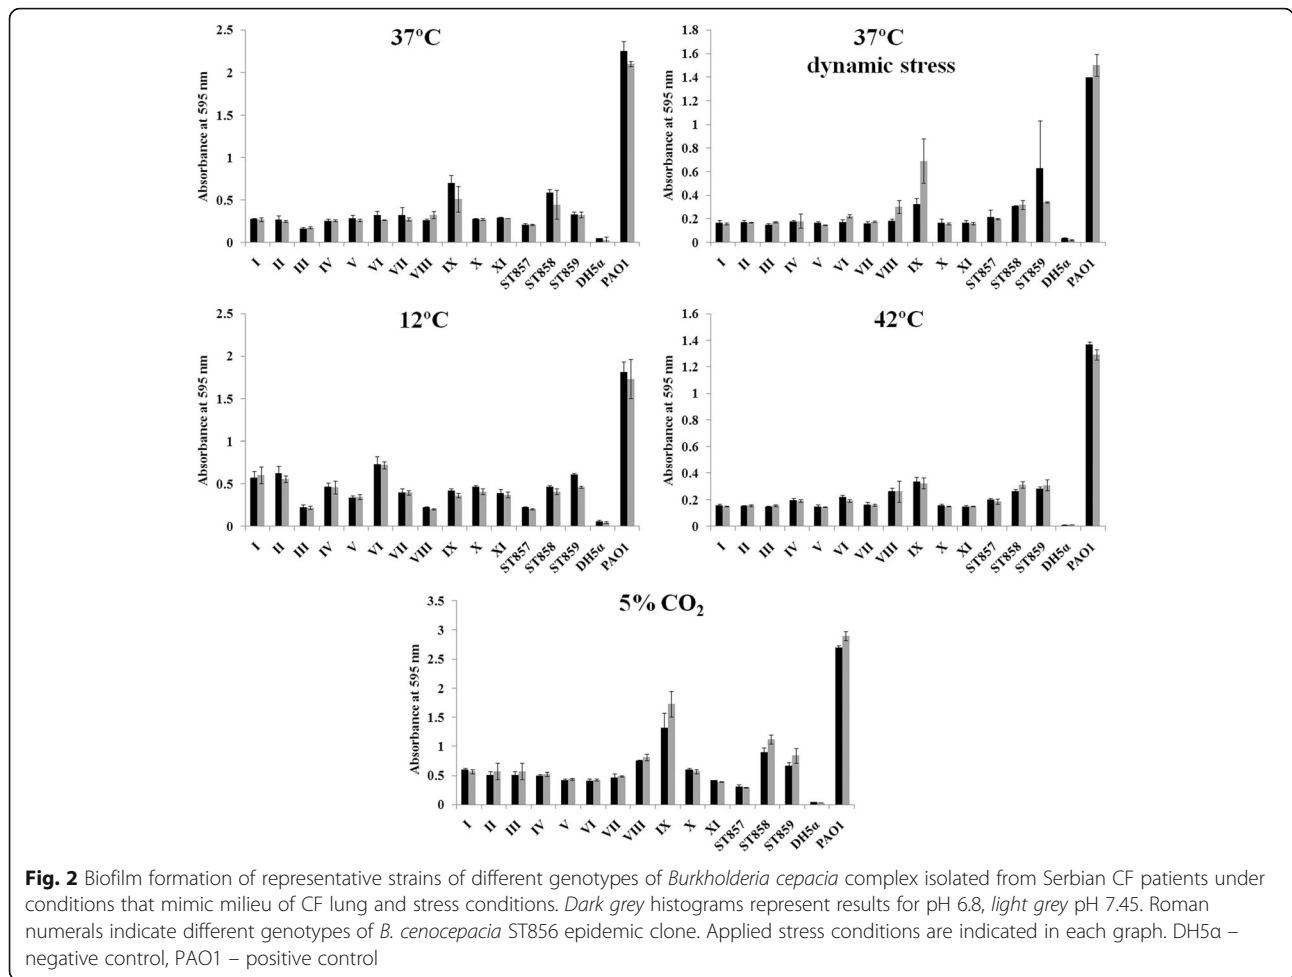 37°C
Absorbance at 595 nm
2.5
2
1.5
1
0.5
0
I II III IV V VI VII VIII IX X XI ST857 ST858 ST859 DH5α PAO1
37°C
dynamic stress
Absorbance at 595 nm
1.8
1.6
1.4
1.2
1
0.8
0.6
0.4
0.2
0
I II III IV V VI VII VIII IX X XI ST857 ST858 ST859 DH5α PAO1
12°C
Absorbance at 595 nm
2.5
2
1.5
1
0.5
0
I II III IV V VI VII VIII IX X XI ST857 ST858 ST859 DH5α PAO1
42°C
Absorbance at 595 nm
1.6
1.4
1.2
1
0.8
0.6
0.4
0.2
0
I II III IV V VI VII VIII IX X XI ST857 ST858 ST859 DH5α PAO1
5% CO₂
Absorbance at 595 nm
3.5
3
2.5
2
1.5
1
0.5
0
I II III IV V VI VII VIII IX X XI ST857 ST858 ST859 DH5α PAO1
Fig. 2 Biofilm formation of representative strains of different genotypes of Burkholderia cepacia complex isolated from Serbian CF patients under
conditions that mimic milieu of CF lung and stress conditions. Dark grey histograms represent results for pH 6.8, light grey pH 7.45. Roman
numerals indicate different genotypes of B. cenocepacia ST856 epidemic clone. Applied stress conditions are indicated in each graph. DH5α –
negative control, PAO1 – positive control